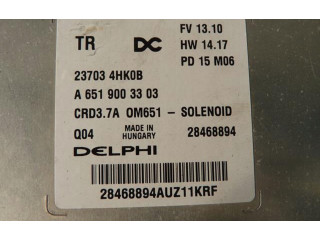 TR DC FV 13.10
HW 14.17
PD 15 M06
23703 4HK0B
A 651 900 33 03
CRD3.7A OM651 - SOLENOID
Q04 MADE IN HUNGARY 28468894
DELPHI
28468894AUZ11KRF